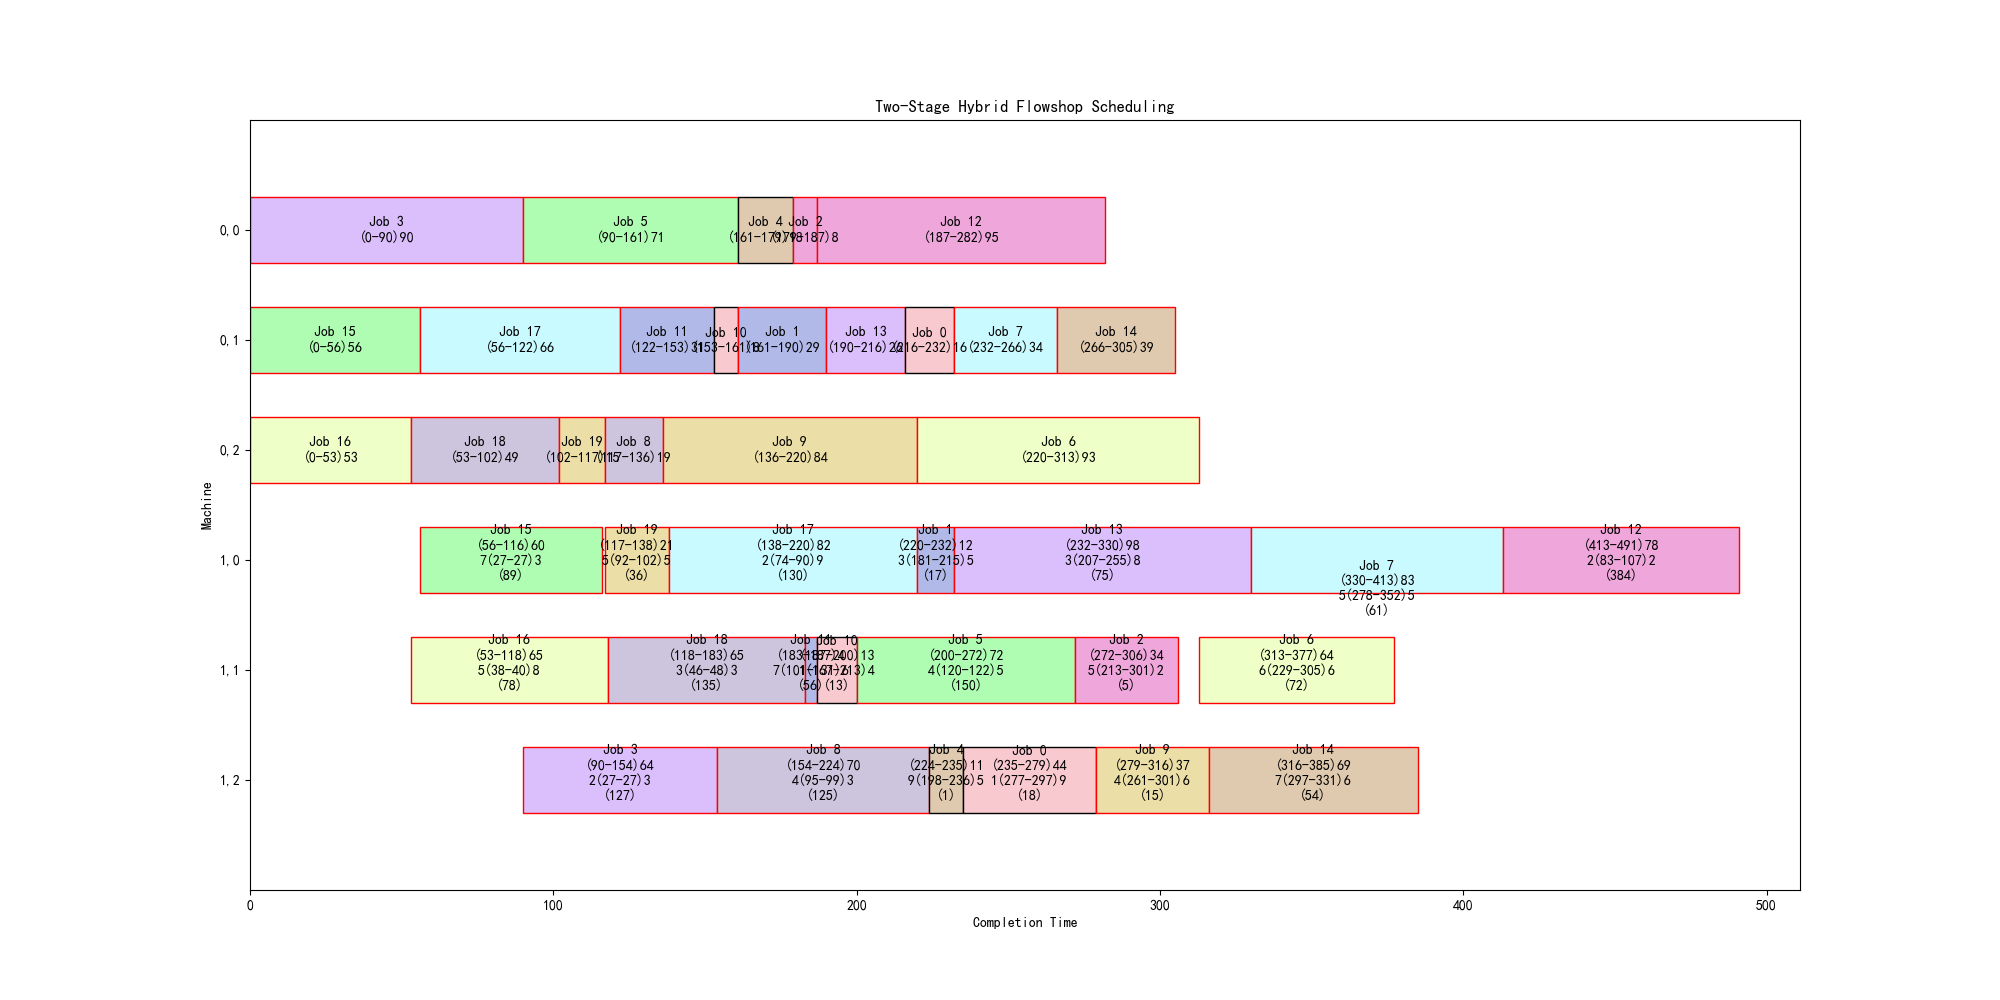 Two-Stage Hybrid Flowshop Scheduling
Machine
0,0
Job 3
(0-90)90
Job 5
(90-161)71
Job 4
(161-179)18
Job 2
(179-187)8
Job 12
(187-282)95
0,1
Job 15
(0-56)56
Job 17
(56-122)66
Job 11
(122-153)31
Job 10
(153-161)8
Job 1
(161-190)29
Job 13
(190-216)26
Job 0
(216-232)16
Job 7
(232-266)34
Job 14
(266-305)39
0,2
Job 16
(0-53)53
Job 18
(53-102)49
Job 19
(102-117)15
Job 8
(117-136)19
Job 9
(136-220)84
Job 6
(220-313)93
1,0
Job 15
(56-116)60
7(27-27)3
(89)
Job 19
(117-138)21
5(92-102)5
(36)
Job 17
(138-220)82
2(74-90)9
(130)
Job 1
(220-232)12
3(181-215)5
(17)
Job 13
(232-330)98
3(207-255)8
(75)
Job 7
(330-413)83
5(278-352)5
(61)
Job 12
(413-491)78
2(83-107)2
(384)
1,1
Job 16
(53-118)65
5(38-40)8
(78)
Job 18
(118-183)65
3(46-48)3
(135)
Job 11
(183-187)4
(56)
Job 10
(187-200)13
(13)
Job 5
(200-272)72
4(120-122)5
(150)
Job 2
(272-306)34
5(213-301)2
(5)
Job 6
(313-377)64
6(229-305)6
(72)
1,2
Job 3
(90-154)64
2(27-27)3
(127)
Job 8
(154-224)70
4(95-99)3
(125)
Job 4
(224-235)11
9(198-236)5
(1)
Job 0
(235-279)44
1(277-297)9
(18)
Job 9
(279-316)37
4(261-301)6
(15)
Job 14
(316-385)69
7(297-331)6
(54)
0
100
200
300
400
500
Completion Time